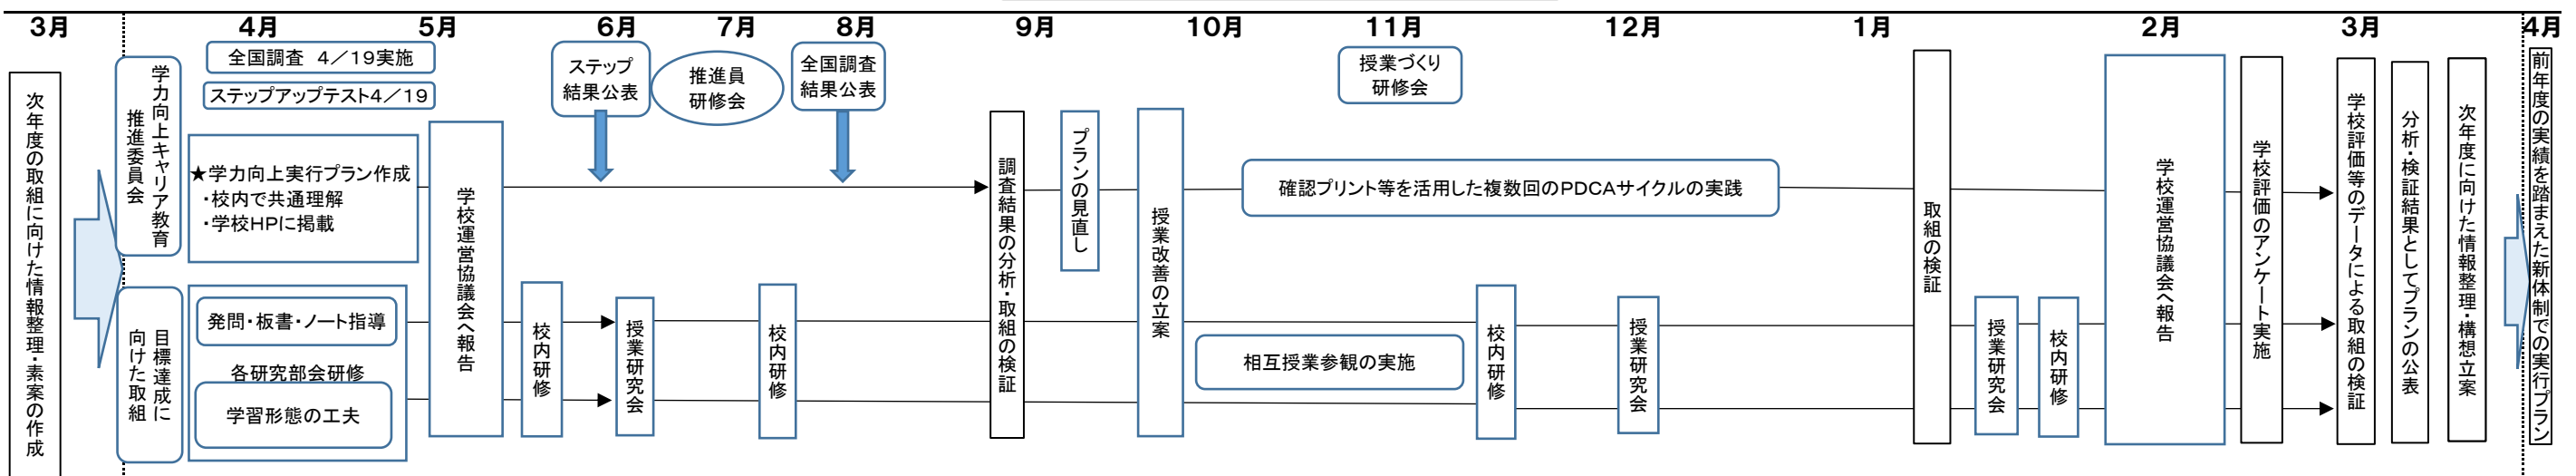 3月
4月
5月
6月
7月
8月
9月
10月
11月
12月
1月
2月
3月
4月
次年度の取組に向けた情報整理・素案の作成
学力向上キャリア教育
推進委員会
全国調査 4／19実施
ステップアップテスト4／19
★学力向上実行プラン作成
・校内で共通理解
・学校HPに掲載
目標達成に
向けた取組
発問・板書・ノート指導
各研究部会研修
学習形態の工夫
学校運営協議会へ報告
ステップ
結果公表
推進員
研修会
全国調査
結果公表
校内研修
授業研究会
校内研修
調査結果の分析・取組の検証
プランの見直し
授業改善の立案
授業づくり
研修会
確認プリント等を活用した複数回のPDCAサイクルの実践
相互授業参観の実施
校内研修
授業研究会
取組の検証
授業研究会
校内研修
学校運営協議会へ報告
学校評価のアンケート実施
学校評価等のデータによる取組の検証
分析・検証結果としてプランの公表
次年度に向けた情報整理・構想立案
前年度の実績を踏まえた新体制での実行プラン